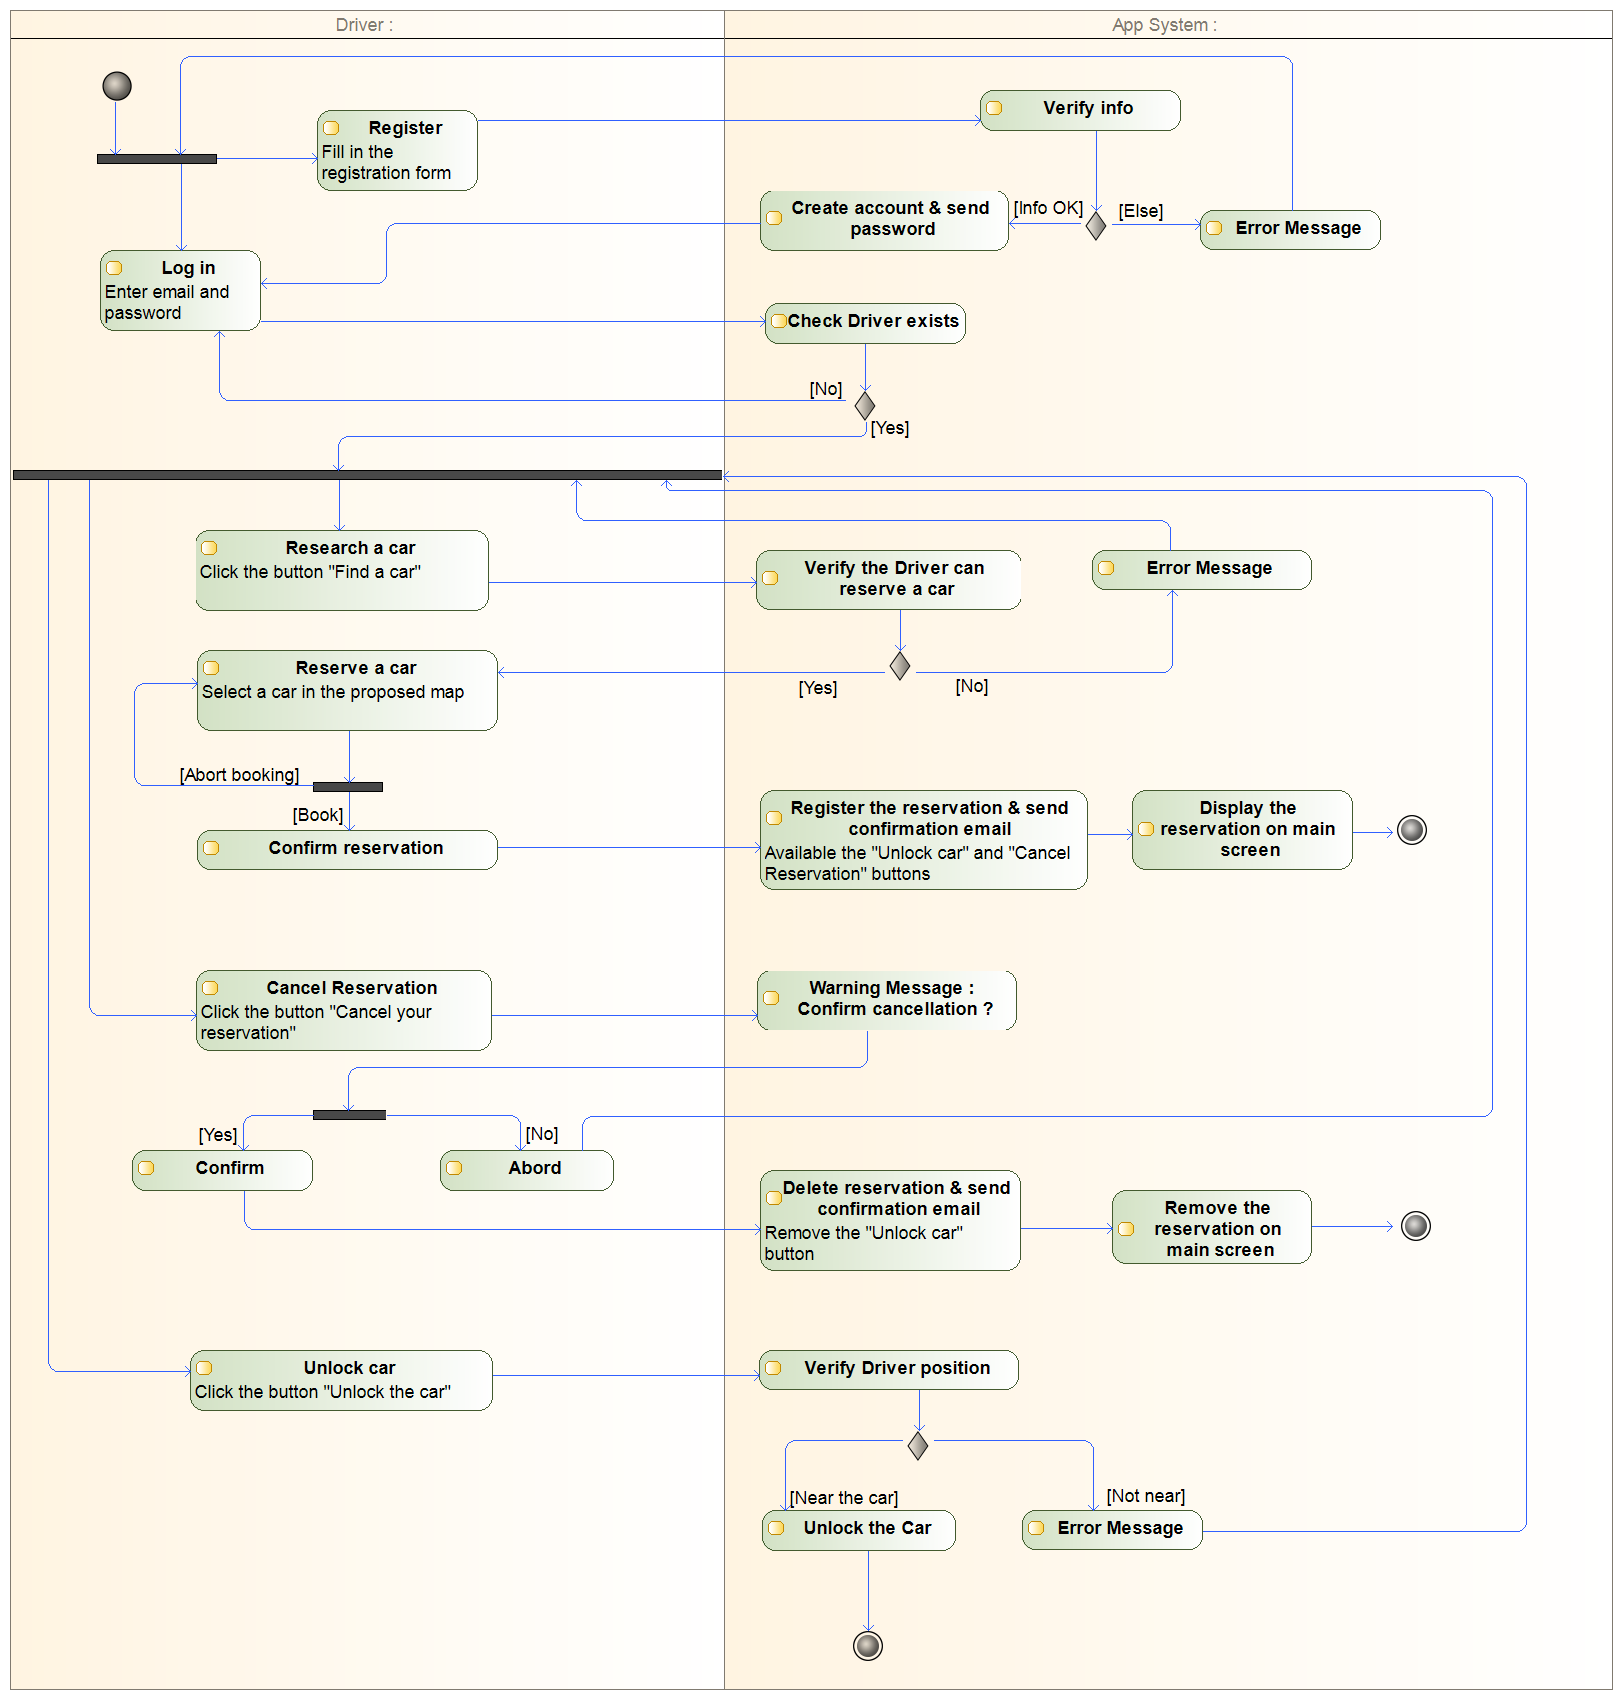 Driver :
App System :
Verify info
Register
Fill in the
registration form
Create account & send
password
[Info OK]
[Else]
Error Message
Log in
Enter email and
password
Check Driver exists
[No]
[Yes]
Research a car
Click the button "Find a car"
Verify the Driver can
reserve a car
Error Message
Reserve a car
Select a car in the proposed map
[Yes]
[No]
[Abort booking]
[Book]
Confirm reservation
Register the reservation & send
confirmation email
Available the "Unlock car" and "Cancel
Reservation" buttons
Display the
reservation on main
screen
Cancel Reservation
Click the button "Cancel your
reservation"
Warning Message :
Confirm cancellation ?
[Yes]
[No]
Confirm
Abord
Delete reservation & send
confirmation email
Remove the "Unlock car"
button
Remove the
reservation on
main screen
Unlock car
Click the button "Unlock the car"
Verify Driver position
[Near the car]
[Not near]
Unlock the Car
Error Message